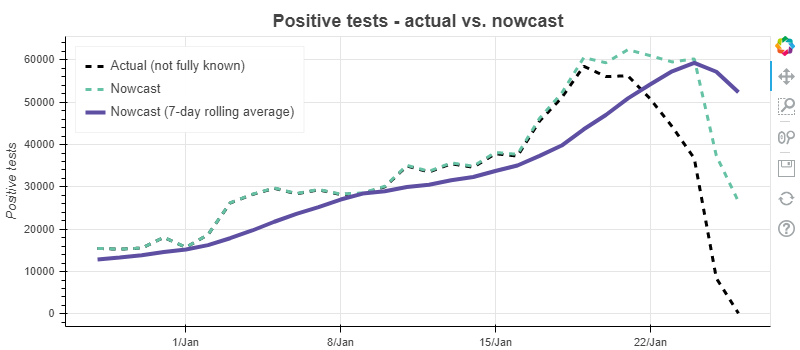 Positive tests - actual vs. nowcast
Actual (not fully known)
Nowcast
Nowcast (7-day rolling average)
Positive tests
60000
50000
40000
30000
20000
10000
0
1/Jan
8/Jan
15/Jan
22/Jan